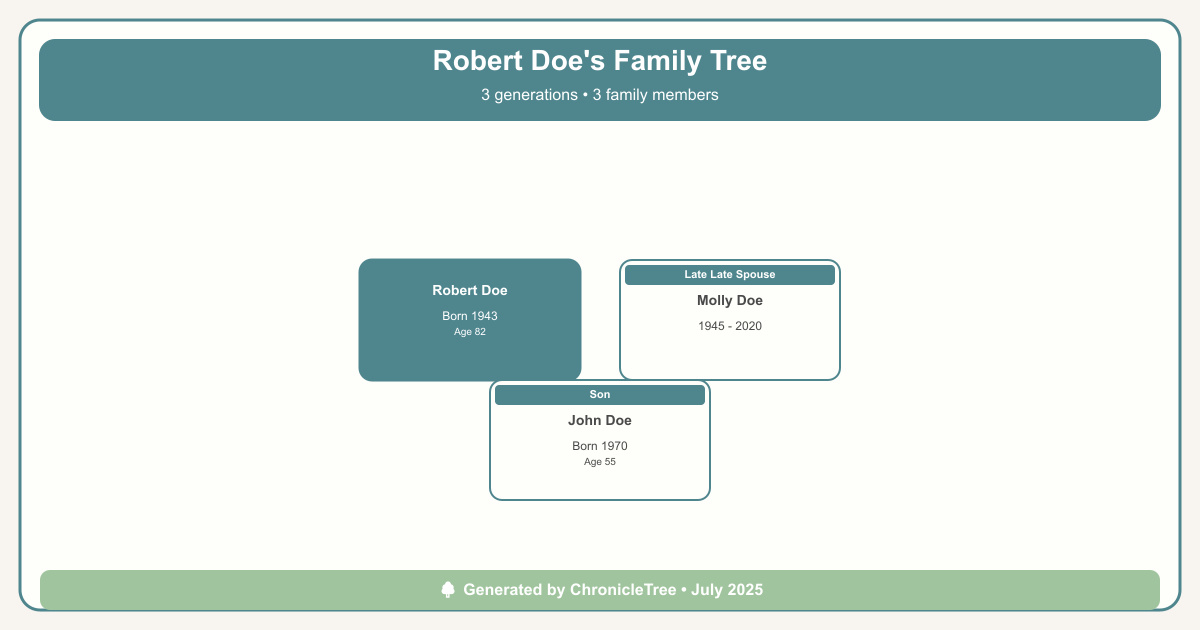 Robert Doe's Family Tree
3 generations • 3 family members
Robert Doe
Born 1943
Age 82
Late Late Spouse
Molly Doe
1945 - 2020
Son
John Doe
Born 1970
Age 55
Generated by ChronicleTree • July 2025